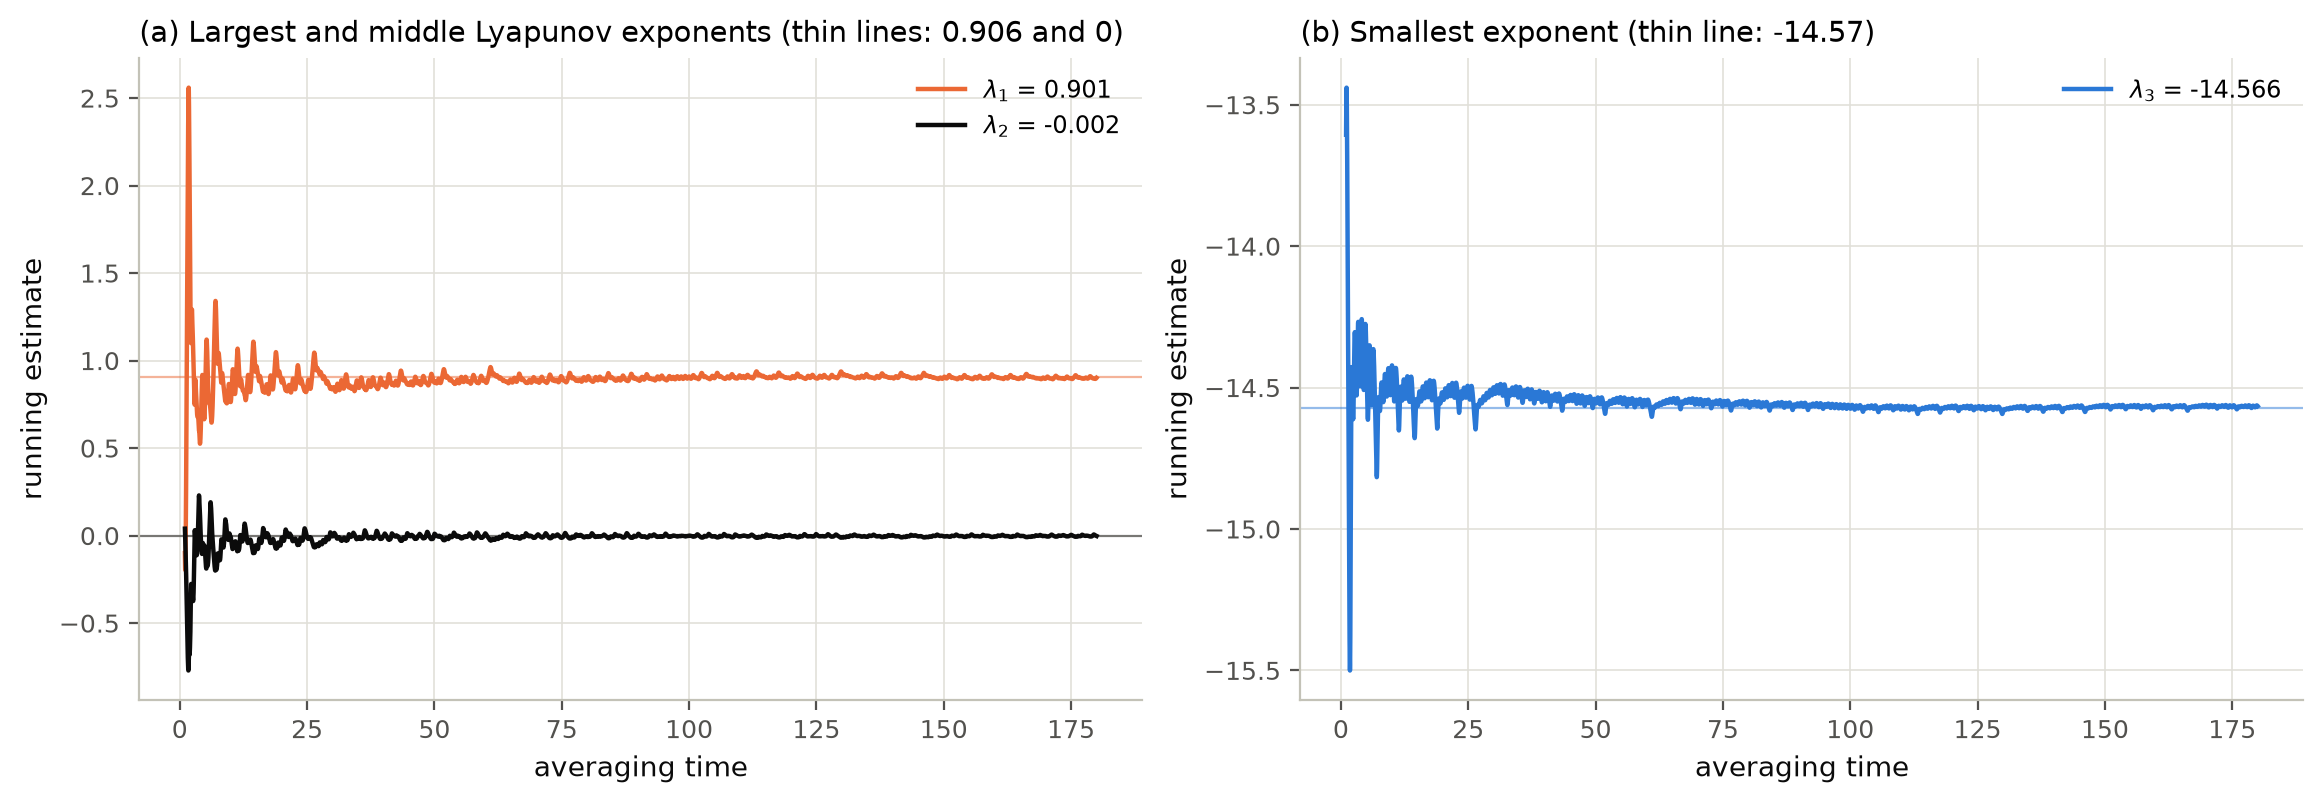 (a) Largest and middle Lyapunov exponents (thin lines: 0.906 and 0)
λ₁ = 0.901
λ₂ = -0.002
running estimate
2.5
2.0
1.5
1.0
0.5
0.0
−0.5
0 25 50 75 100 125 150 175
averaging time
(b) Smallest exponent (thin line: -14.57)
λ₃ = -14.566
running estimate
−13.5
−14.0
−14.5
−15.0
−15.5
0 25 50 75 100 125 150 175
averaging time